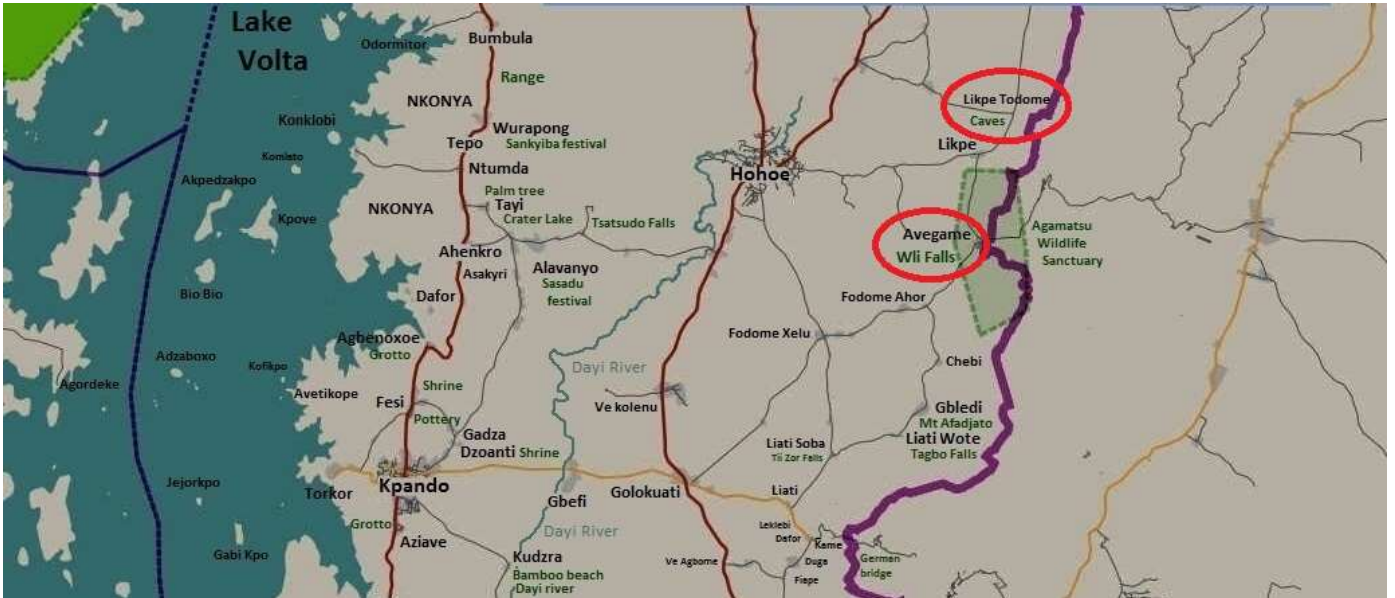 Lake
Volta
Odormitor
Bumbula
Range
NKONYA
Konklobi
Wurapong
Tepo
Sankyiba festival
Komlato
Ntumda
Akpedzakpo
Palm tree
Tayi
NKONYA
Kpove
Crater Lake
Tsatsudo Falls
Ahenkro
Asakyri
Alavanyo
Sasadu
festival
Bio Bio
Dafor
Agbenoxoe
Grotto
Adzaboxo
Kofikpo
Agordeke
Avetikope
Shrine
Fesi
Pottery
Gadza
Dzoanti Shrine
Jejorkpo
Torkor
Kpando
Gbefi
Golokuati
Grotto
Aziave
Dayi River
Gabi Kpo
Kudzra
Bamboo beach
Dayi river
Hohoe
Likpe Todome
Caves
Likpe
Avegame
Wli Falls
Agamatsu
Wildlife
Sanctuary
Fodome Ahor
Fodome Xelu
Dayi River
Chebi
Ve kolenu
Gbledi
Mt Afadjato
Liati Wote
Tagbo Falls
Liati Soba
Tii Zor Falls
Liati
Leklebi
Dafor
Kame
Ve Agbome
Duga
Fiape
German
bridge